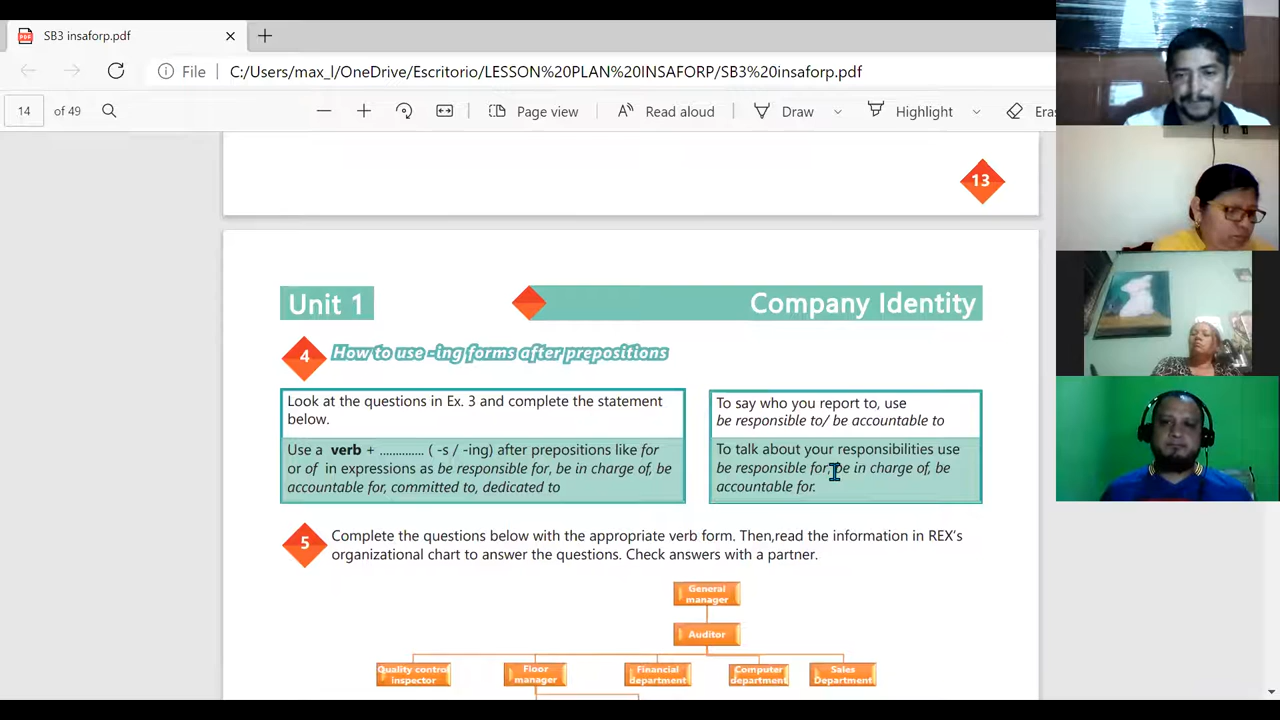 SB3 insaforp.pdf
File C:/Users/max_l/OneDrive/Escritorio/LESSON%20PLAN%20INSAFORP/SB3%20insaforp.pdf
14 of 49 Page view Read aloud Draw Highlight Eras
13
Unit 1 Company Identity
4 How to use -ing forms after prepositions
Look at the questions in Ex. 3 and complete the statement
below.
Use a verb + .............. ( -s / -ing) after prepositions like for
or of in expressions as be responsible for, be in charge of, be
accountable for, committed to, dedicated to
To say who you report to, use
be responsible to/ be accountable to
To talk about your responsibilities use
be responsible for, be in charge of, be
accountable for.
5 Complete the questions below with the appropriate verb form. Then,read the information in REX's
organizational chart to answer the questions. Check answers with a partner.
General
manager
Auditor
Quality control
inspector
Floor
manager
Financial
department
Computer
department
Sales
Department